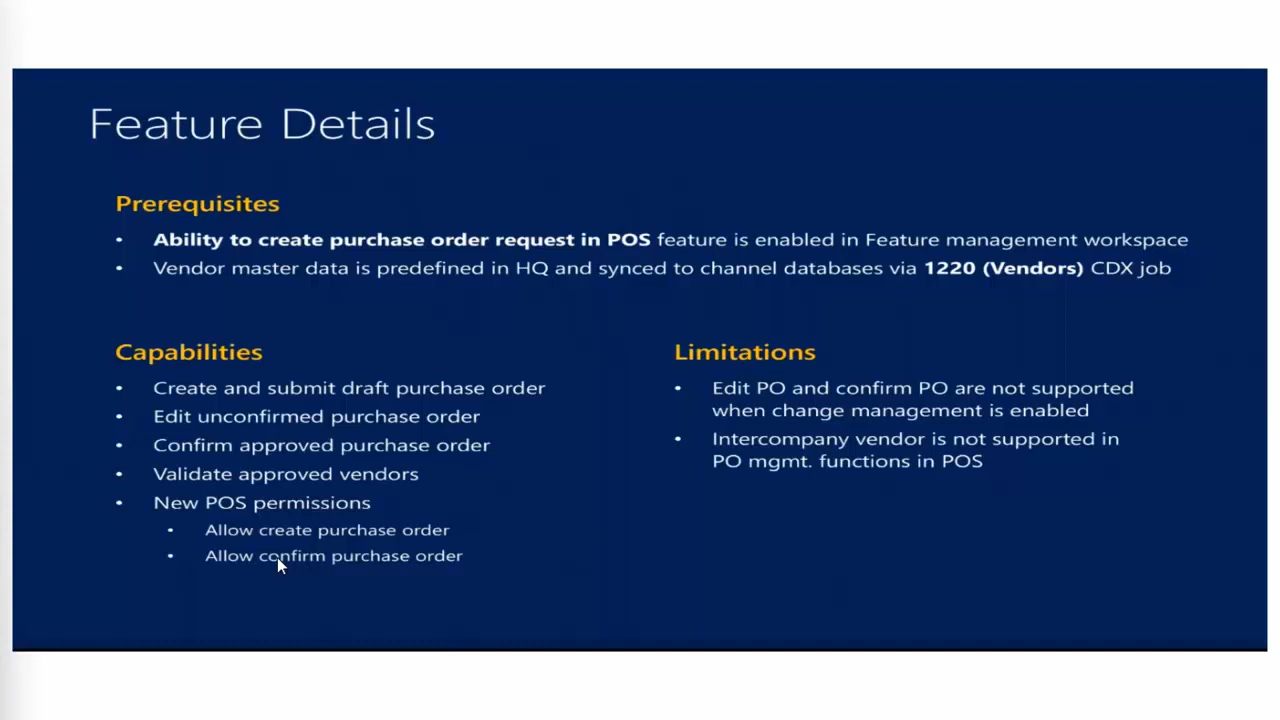 Feature Details
Prerequisites
• Ability to create purchase order request in POS feature is enabled in Feature management workspace
• Vendor master data is predefined in HQ and synced to channel databases via 1220 (Vendors) CDX job
Capabilities
• Create and submit draft purchase order
• Edit unconfirmed purchase order
• Confirm approved purchase order
• Validate approved vendors
• New POS permissions
• Allow create purchase order
• Allow confirm purchase order
Limitations
• Edit PO and confirm PO are not supported
when change management is enabled
• Intercompany vendor is not supported in
PO mgmt. functions in POS